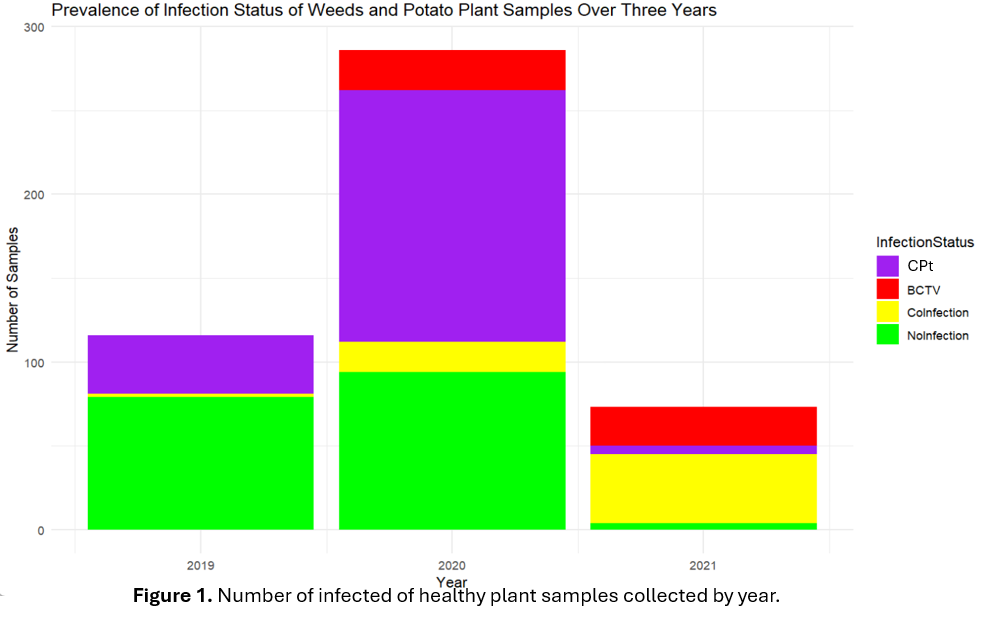 Prevalence of Infection Status of Weeds and Potato Plant Samples Over Three Years
300
200
100
0
Number of Samples
2019 2020 2021
Year
InfectionStatus
CPt
BCTV
CoInfection
NoInfection
Figure 1. Number of infected of healthy plant samples collected by year.